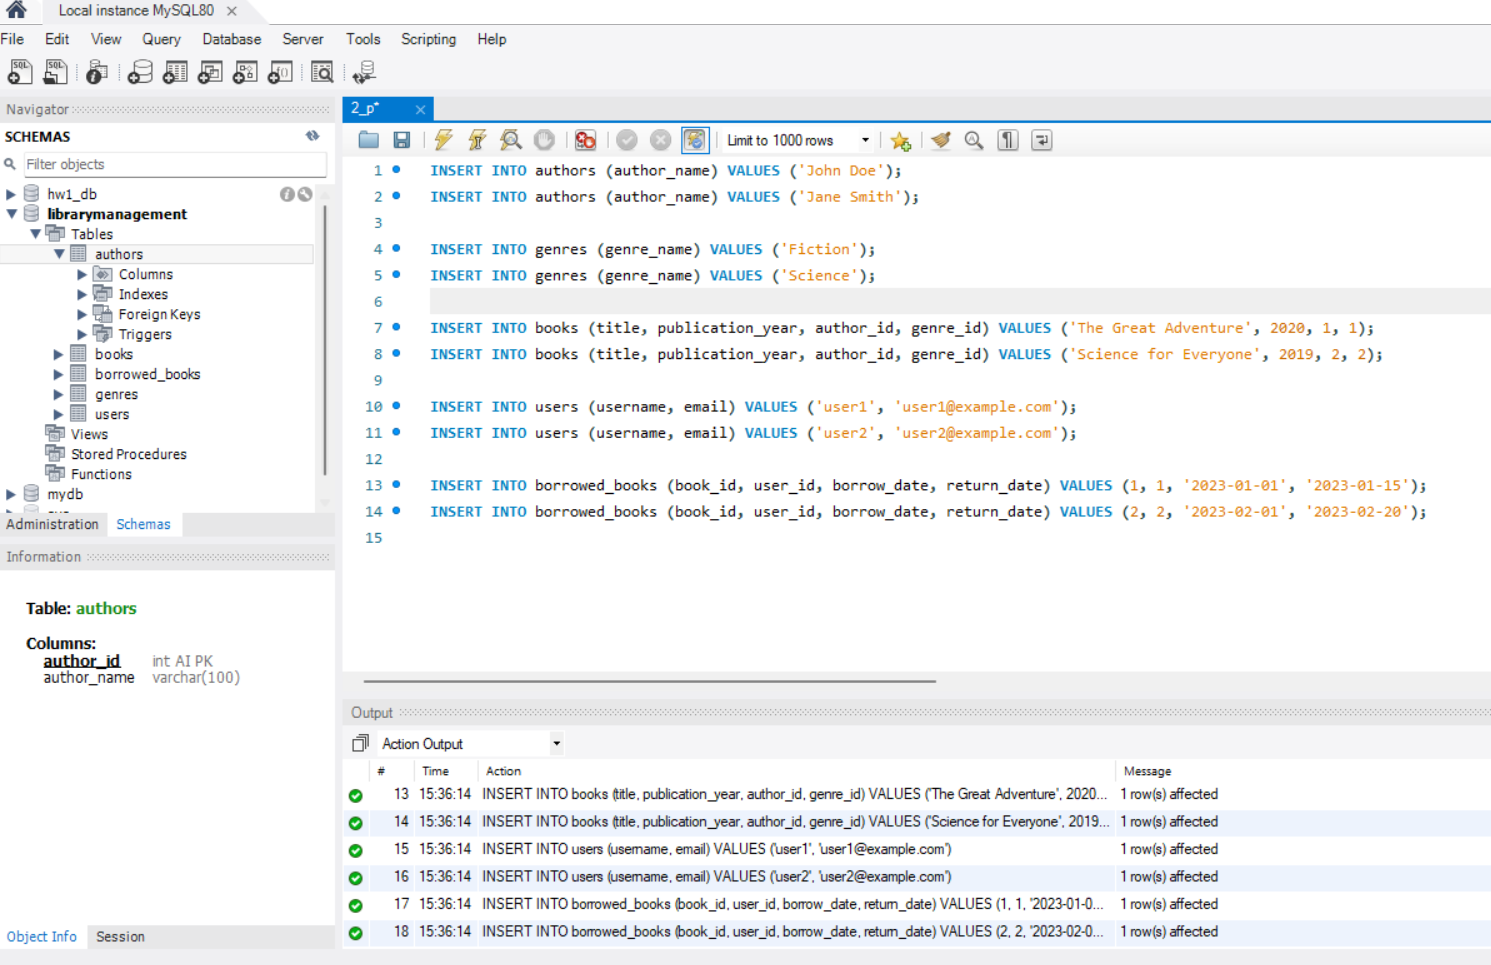 Local instance MySQL80 ×
File Edit View Query Database Server Tools Scripting Help
Navigator
SCHEMAS
Filter objects
hw1_db
librarymanagement
Tables
authors
Columns
Indexes
Foreign Keys
Triggers
books
borrowed_books
genres
users
Views
Stored Procedures
Functions
mydb
Administration Schemas
Information
Table: authors
Columns:
author_id int AI PK
author_name varchar(100)
Object Info Session
2_p* ×
Limit to 1000 rows
1 INSERT INTO authors (author_name) VALUES ('John Doe');
2 INSERT INTO authors (author_name) VALUES ('Jane Smith');
3
4 INSERT INTO genres (genre_name) VALUES ('Fiction');
5 INSERT INTO genres (genre_name) VALUES ('Science');
6
7 INSERT INTO books (title, publication_year, author_id, genre_id) VALUES ('The Great Adventure', 2020, 1, 1);
8 INSERT INTO books (title, publication_year, author_id, genre_id) VALUES ('Science for Everyone', 2019, 2, 2);
9
10 INSERT INTO users (username, email) VALUES ('user1', 'user1@example.com');
11 INSERT INTO users (username, email) VALUES ('user2', 'user2@example.com');
12
13 INSERT INTO borrowed_books (book_id, user_id, borrow_date, return_date) VALUES (1, 1, '2023-01-01', '2023-01-15');
14 INSERT INTO borrowed_books (book_id, user_id, borrow_date, return_date) VALUES (2, 2, '2023-02-01', '2023-02-20');
15
Output
Action Output
# Time Action Message
13 15:36:14 INSERT INTO books (title, publication_year, author_id, genre_id) VALUES ('The Great Adventure', 2020... 1 row(s) affected
14 15:36:14 INSERT INTO books (title, publication_year, author_id, genre_id) VALUES ('Science for Everyone', 2019... 1 row(s) affected
15 15:36:14 INSERT INTO users (username, email) VALUES ('user1', 'user1@example.com') 1 row(s) affected
16 15:36:14 INSERT INTO users (username, email) VALUES ('user2', 'user2@example.com') 1 row(s) affected
17 15:36:14 INSERT INTO borrowed_books (book_id, user_id, borrow_date, return_date) VALUES (1, 1, '2023-01-0... 1 row(s) affected
18 15:36:14 INSERT INTO borrowed_books (book_id, user_id, borrow_date, return_date) VALUES (2, 2, '2023-02-0... 1 row(s) affected